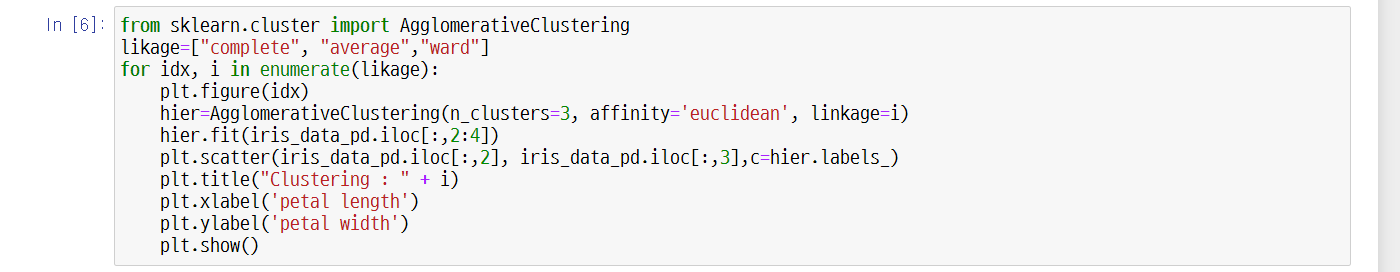 In [6]: from sklearn.cluster import AgglomerativeClustering
likage=["complete", "average","ward"]
for idx, i in enumerate(likage):
    plt.figure(idx)
    hier=AgglomerativeClustering(n_clusters=3, affinity='euclidean', linkage=i)
    hier.fit(iris_data_pd.iloc[:,2:4])
    plt.scatter(iris_data_pd.iloc[:,2], iris_data_pd.iloc[:,3],c=hier.labels_)
    plt.title("Clustering : " + i)
    plt.xlabel('petal length')
    plt.ylabel('petal width')
    plt.show()